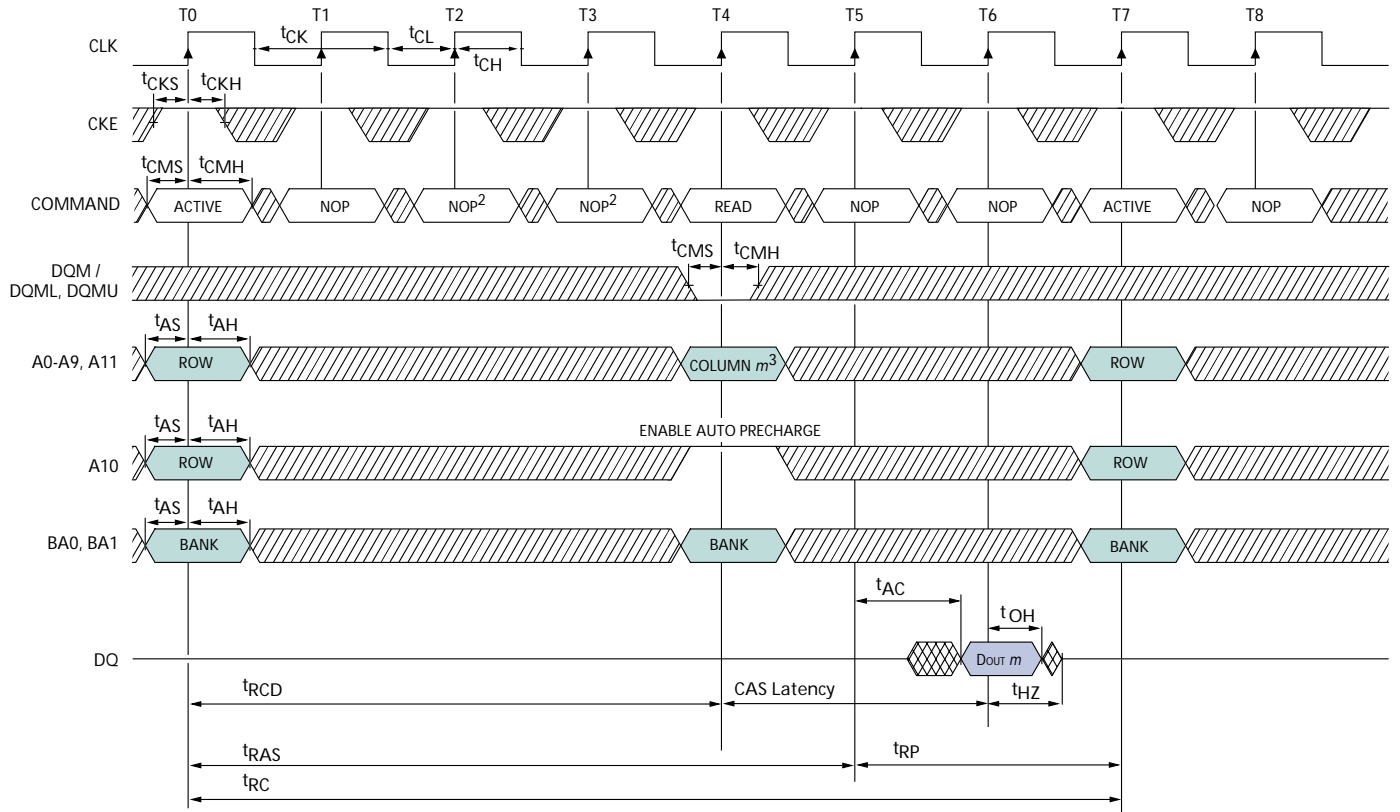 T0 T1 T2 T3 T4 T5 T6 T7 T8
CLK
tCK tCL tCH
tCKS tCKH
CKE
tCMS tCMH
COMMAND ACTIVE NOP NOP2 NOP2 READ NOP NOP ACTIVE NOP
tCMS tCMH
DQM /
DQML, DQMU
tAS tAH
A0-A9, A11 ROW COLUMN m3 ROW
tAS tAH
ENABLE AUTO PRECHARGE
A10 ROW ROW
tAS tAH
BA0, BA1 BANK BANK BANK
tAC
tOH
DQ DOUT m
tRCD CAS Latency tHZ
tRAS tRP
tRC